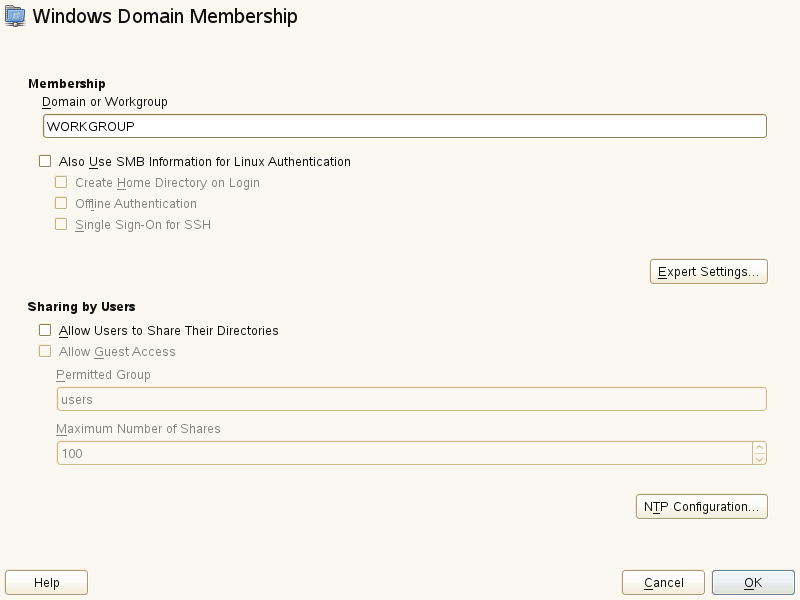 Windows Domain Membership
Membership
Domain or Workgroup
WORKGROUP
Also Use SMB Information for Linux Authentication
Create Home Directory on Login
Offline Authentication
Single Sign-On for SSH
Expert Settings...
Sharing by Users
Allow Users to Share Their Directories
Allow Guest Access
Permitted Group
users
Maximum Number of Shares
100
NTP Configuration...
Help
Cancel
OK